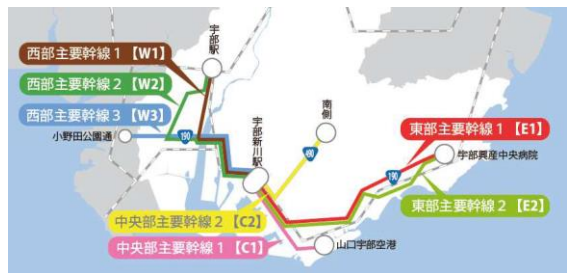 宇部駅
西部主要幹線1【W1】
西部主要幹線2【W2】
西部主要幹線3【W3】
小野田公園通
190
宇部新川駅
南側
490
東部主要幹線1【E1】
190
宇部興産中央病院
東部主要幹線2【E2】
中央部主要幹線2【C2】
中央部主要幹線1【C1】
山口宇部空港